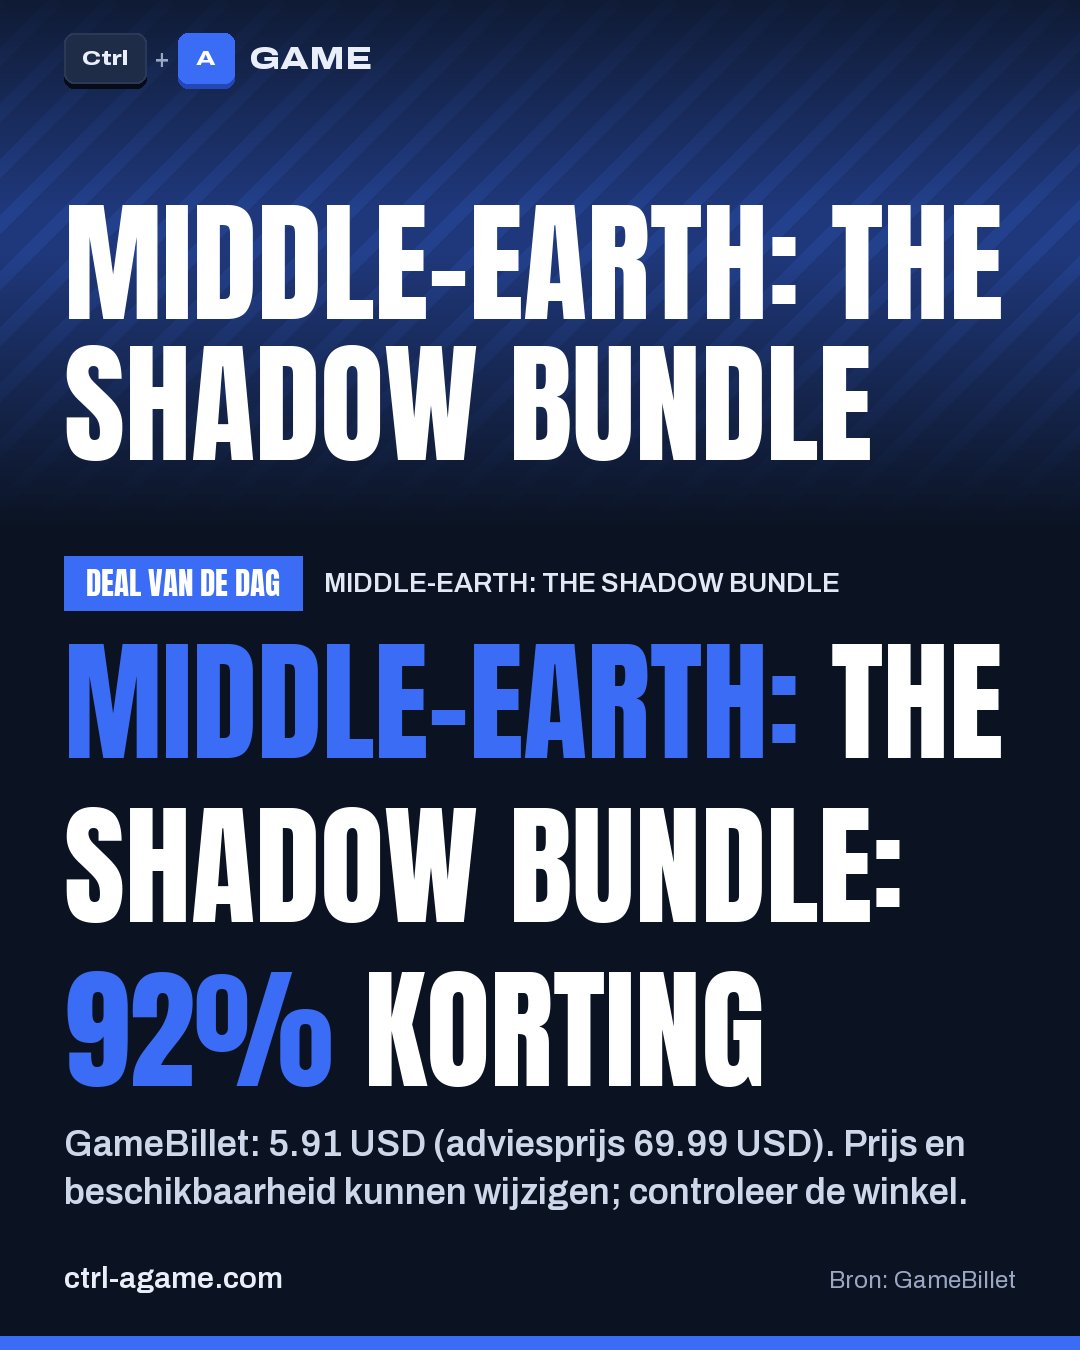 Ctrl + A GAME
MIDDLE-EARTH: THE
SHADOW BUNDLE
DEAL VAN DE DAG MIDDLE-EARTH: THE SHADOW BUNDLE
MIDDLE-EARTH: THE
SHADOW BUNDLE:
92% KORTING
GameBillet: 5.91 USD (adviesprijs 69.99 USD). Prijs en
beschikbaarheid kunnen wijzigen; controleer de winkel.
ctrl-agame.com Bron: GameBillet